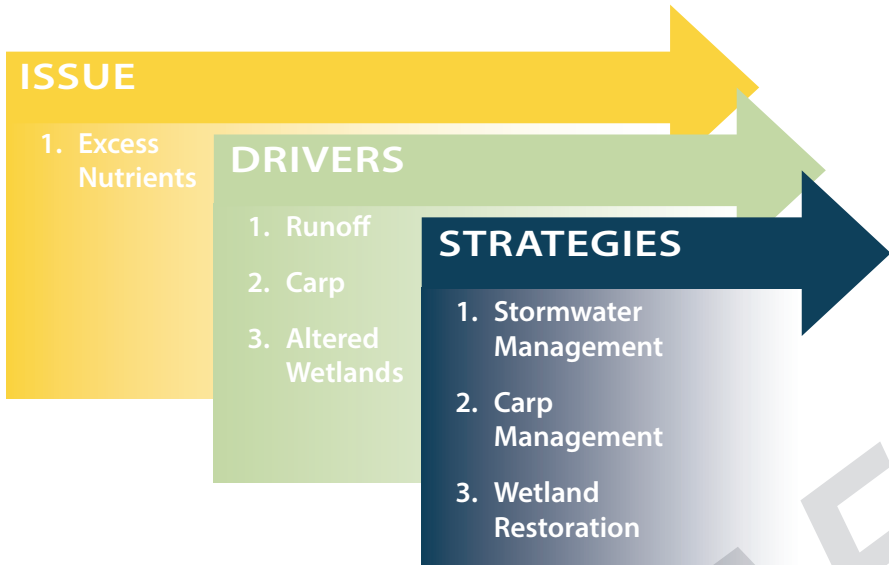 ISSUE
1. Excess
Nutrients
DRIVERS
1. Runoff
2. Carp
3. Altered
Wetlands
STRATEGIES
1. Stormwater
Management
2. Carp
Management
3. Wetland
Restoration